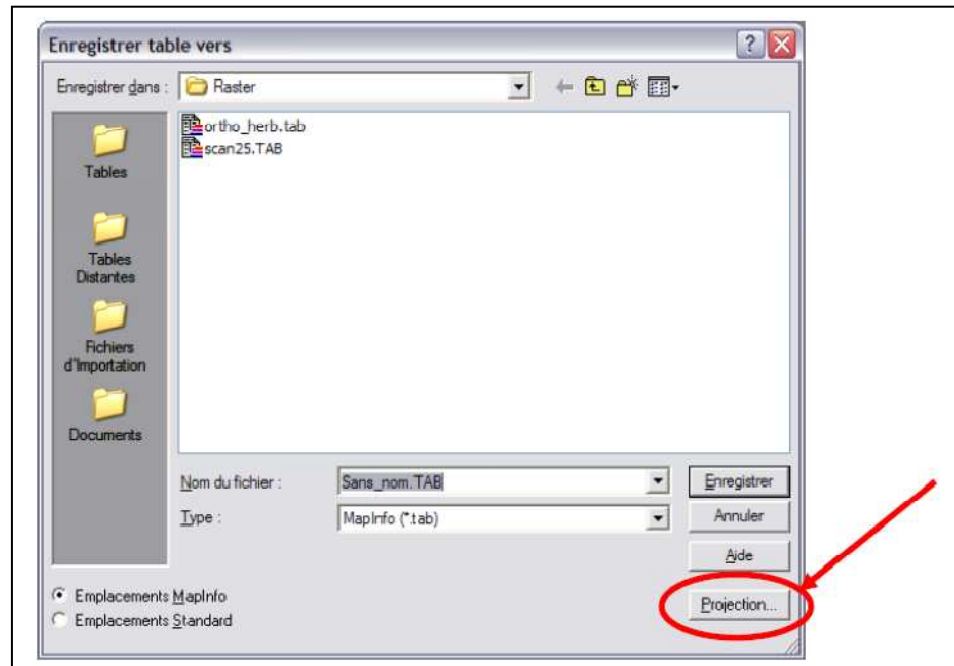 Enregistrer table vers
Enregistrer dans :
Raster
ortho_herb.tab
scan25.TAB
Tables
Tables
Distantes
Fichiers
d'Importation
Documents
Nom du fichier :
Sans_nom.TAB
Enregistrer
Type :
MapInfo (*.tab)
Annuler
Aide
Emplacements MapInfo
Emplacements Standard
Projection...